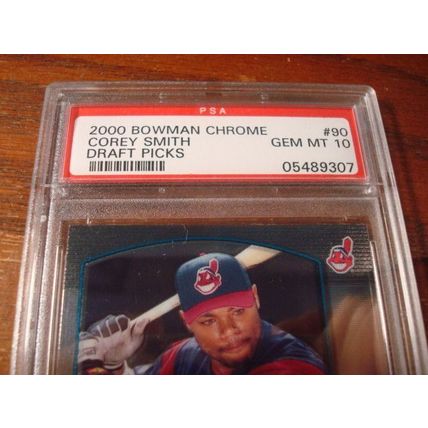 PSA
2000 BOWMAN CHROME #90
COREY SMITH GEM MT 10
DRAFT PICKS
05489307